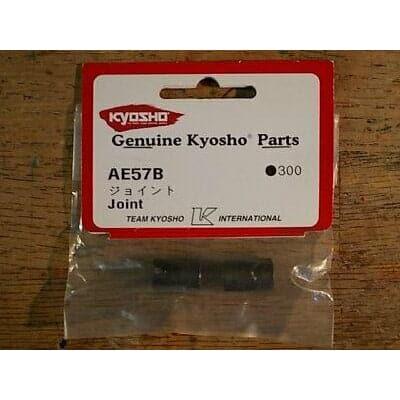 KYOSHO
Genuine Kyosho® Parts
AE57B
●300
ジョイント
Joint
TEAM KYOSHO INTERNATIONAL